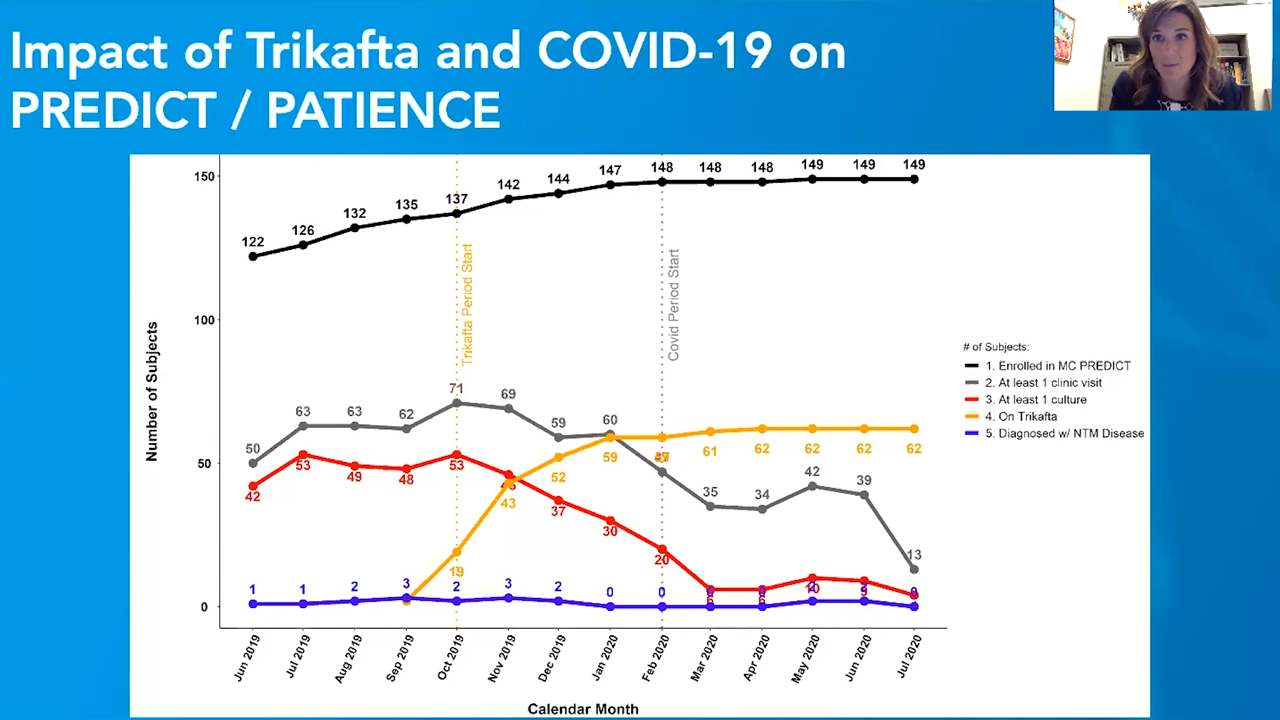 Impact of Trikafta and COVID-19 on
PREDICT / PATIENCE
150
100
50
0
Number of Subjects
122
126
132
135
137
142
144
147
148
148
148
149
149
149
Trikafta Period Start
Covid Period Start
50
63
63
62
71
69
59
60
35
34
42
39
13
42
53
49
48
53
37
30
20
6
6
10
9
19
43
52
59
61
62
62
62
62
1
1
2
3
2
3
2
0
0
# of Subjects:
1. Enrolled in MC PREDICT
2. At least 1 clinic visit
3. At least 1 culture
4. On Trikafta
5. Diagnosed w/ NTM Disease
Jun 2019
Jul 2019
Aug 2019
Sep 2019
Oct 2019
Nov 2019
Dec 2019
Jan 2020
Feb 2020
Mar 2020
Apr 2020
May 2020
Jun 2020
Jul 2020
Calendar Month